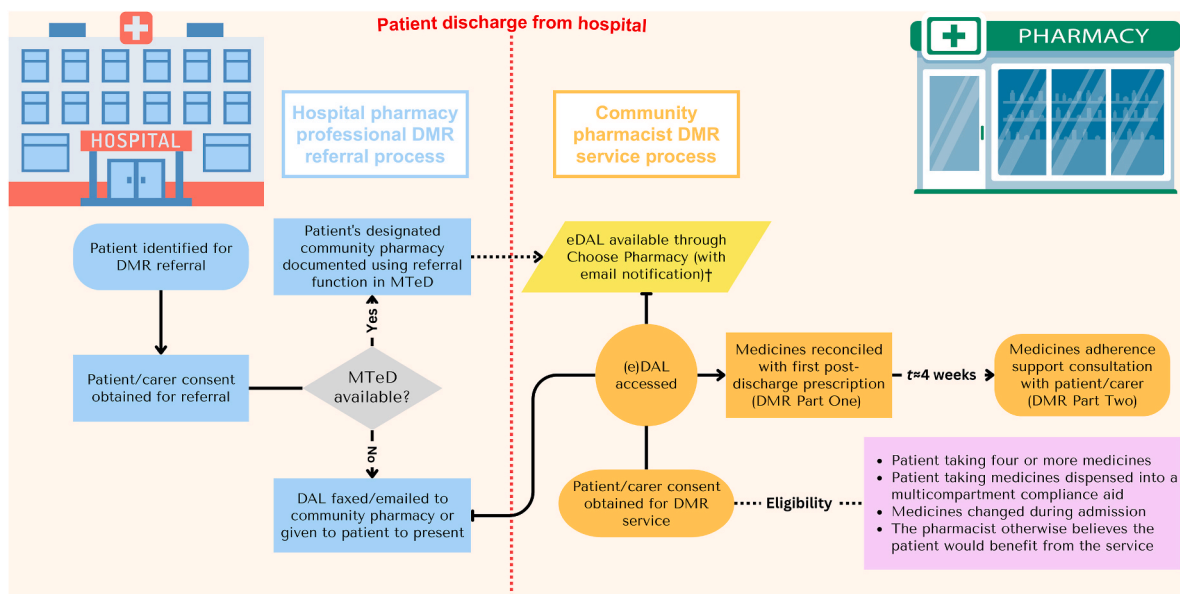 Patient discharge from hospital
HOSPITAL
Hospital pharmacy
professional DMR
referral process
Community
pharmacist DMR
service process
PHARMACY
Patient identified for
DMR referral
Patient's designated
community pharmacy
documented using referral
function in MTeD
eDAL available through
Choose Pharmacy (with
email notification)†
Yes
Patient/carer consent
obtained for referral
MTeD
available?
No
DAL faxed/emailed to
community pharmacy or
given to patient to present
(e)DAL
accessed
Medicines reconciled
with first post-
discharge prescription
(DMR Part One)
t≈4 weeks
Medicines adherence
support consultation
with patient/carer
(DMR Part Two)
Patient/carer consent
obtained for DMR
service
Eligibility
• Patient taking four or more medicines
• Patient taking medicines dispensed into a
multicompartment compliance aid
• Medicines changed during admission
• The pharmacist otherwise believes the
patient would benefit from the service